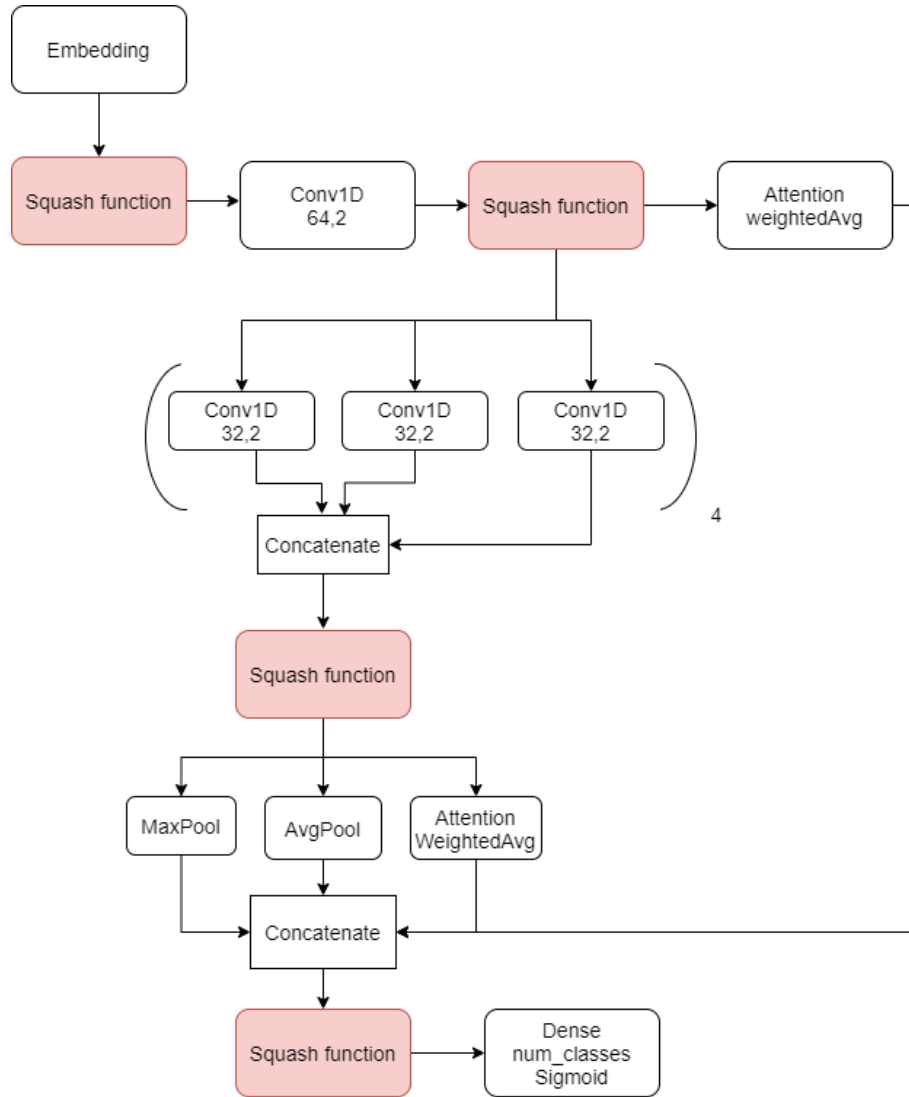 Embedding
Squash function
Conv1D
64,2
Squash function
Attention
weightedAvg
Conv1D
32,2
Conv1D
32,2
Conv1D
32,2
4
Concatenate
Squash function
MaxPool
AvgPool
Attention
WeightedAvg
Concatenate
Squash function
Dense
num_classes
Sigmoid